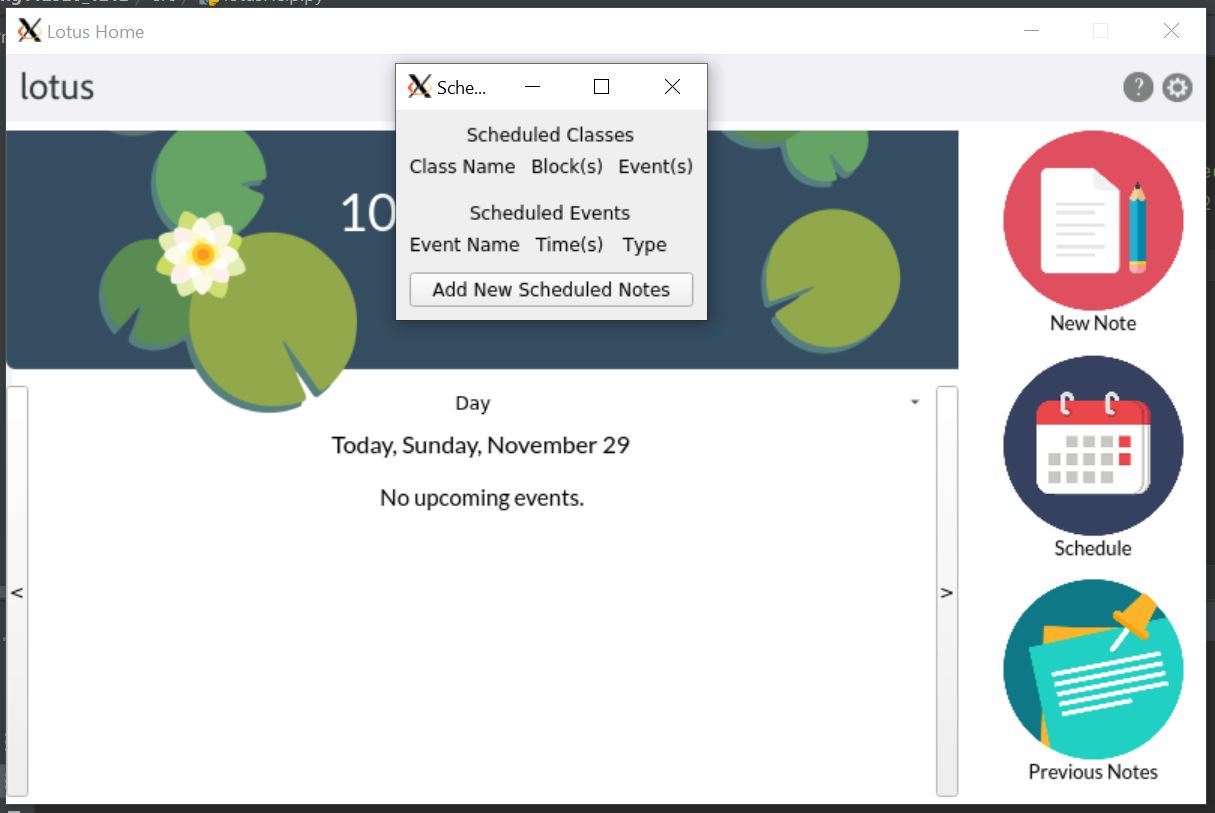 Lotus Home
lotus
?
Sche...
Scheduled Classes
Class Name Block(s) Event(s)
Scheduled Events
Event Name Time(s) Type
Add New Scheduled Notes
10
Day
Today, Sunday, November 29
No upcoming events.
<
>
New Note
Schedule
Previous Notes